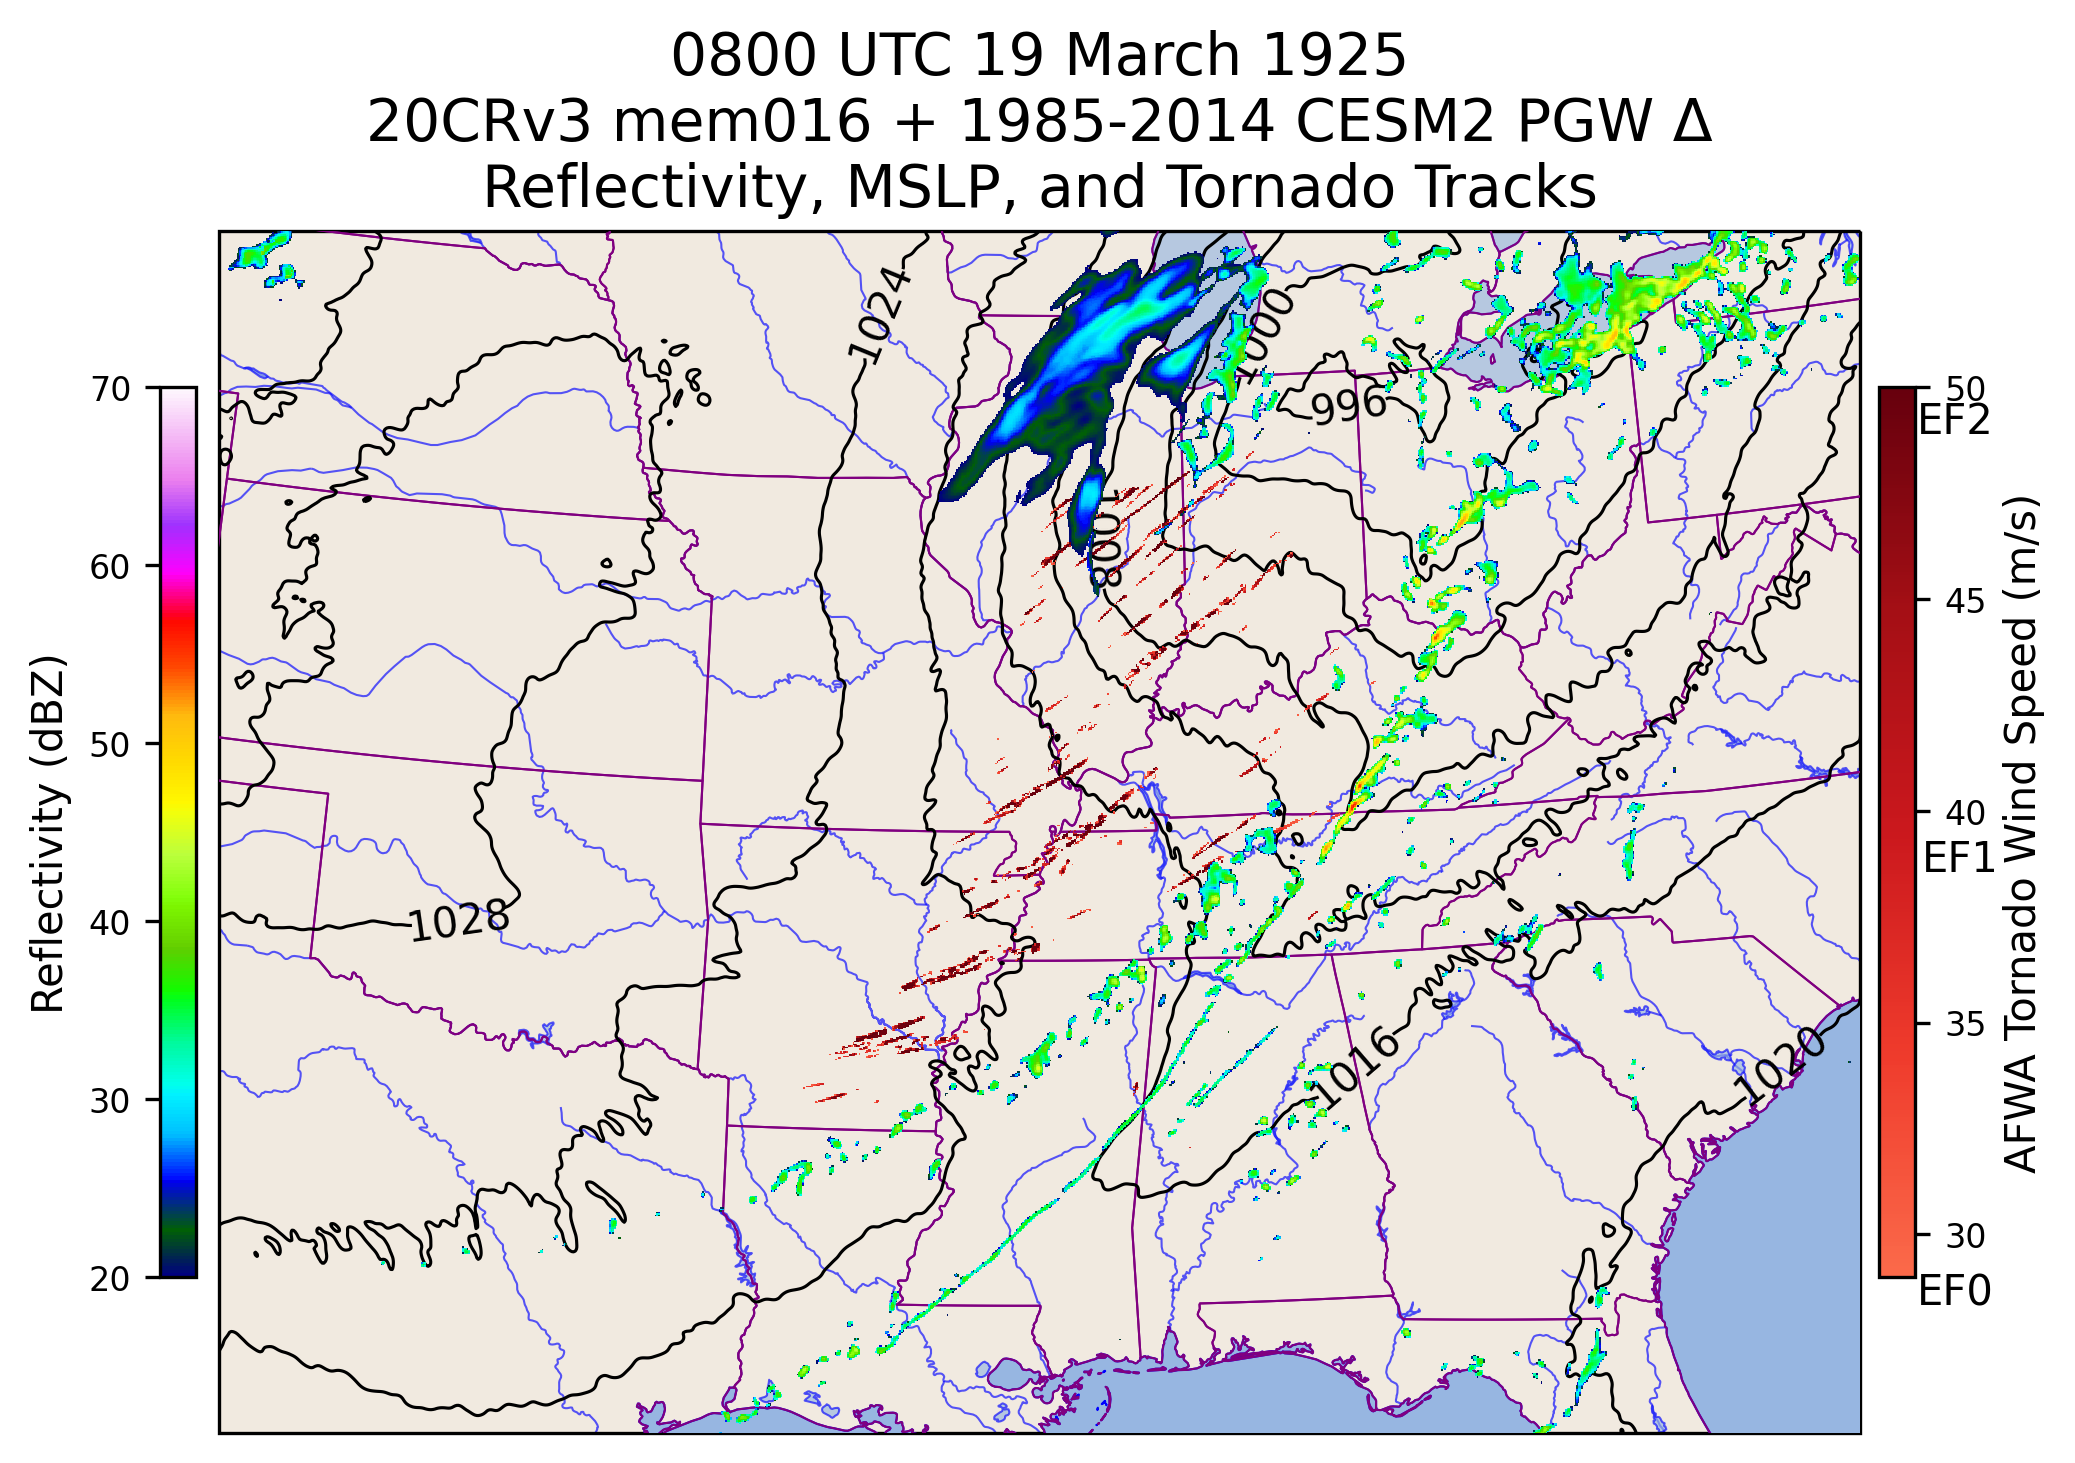 0800 UTC 19 March 1925
20CRv3 mem016 + 1985-2014 CESM2 PGW Δ
Reflectivity, MSLP, and Tornado Tracks
1024
1000
996
1008
1028
1016
1020
70
60
50
40
30
20
Reflectivity (dBZ)
50
EF2
45
40
EF1
35
30
EF0
AFWA Tornado Wind Speed (m/s)